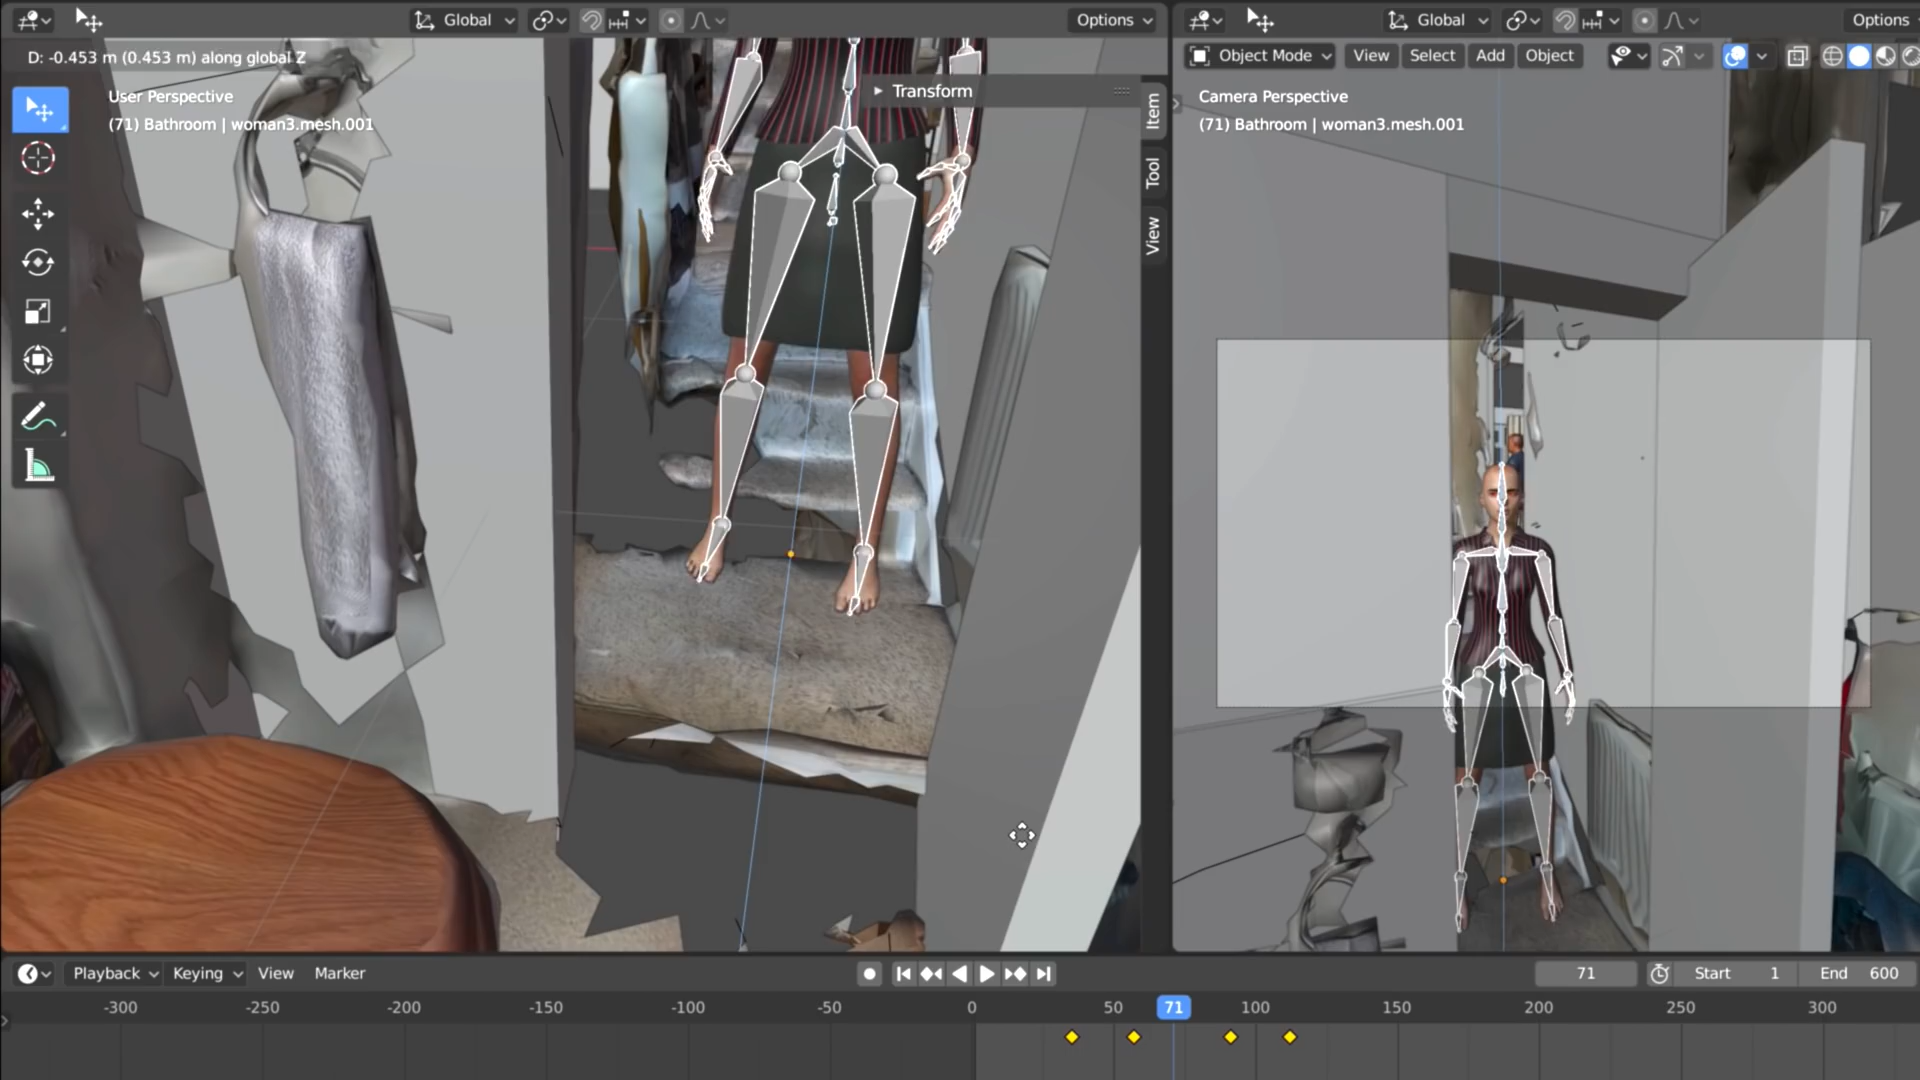 Global
Options
Global
Options
D: -0.453 m (0.453 m) along global Z
Object Mode
View
Select
Add
Object
User Perspective
(71) Bathroom | woman3.mesh.001
Transform
Item
Tool
View
Camera Perspective
(71) Bathroom | woman3.mesh.001
Playback
Keying
View
Marker
71
Start 1
End 600
-300 -250 -200 -150 -100 -50 0 50 71 100 150 200 250 300